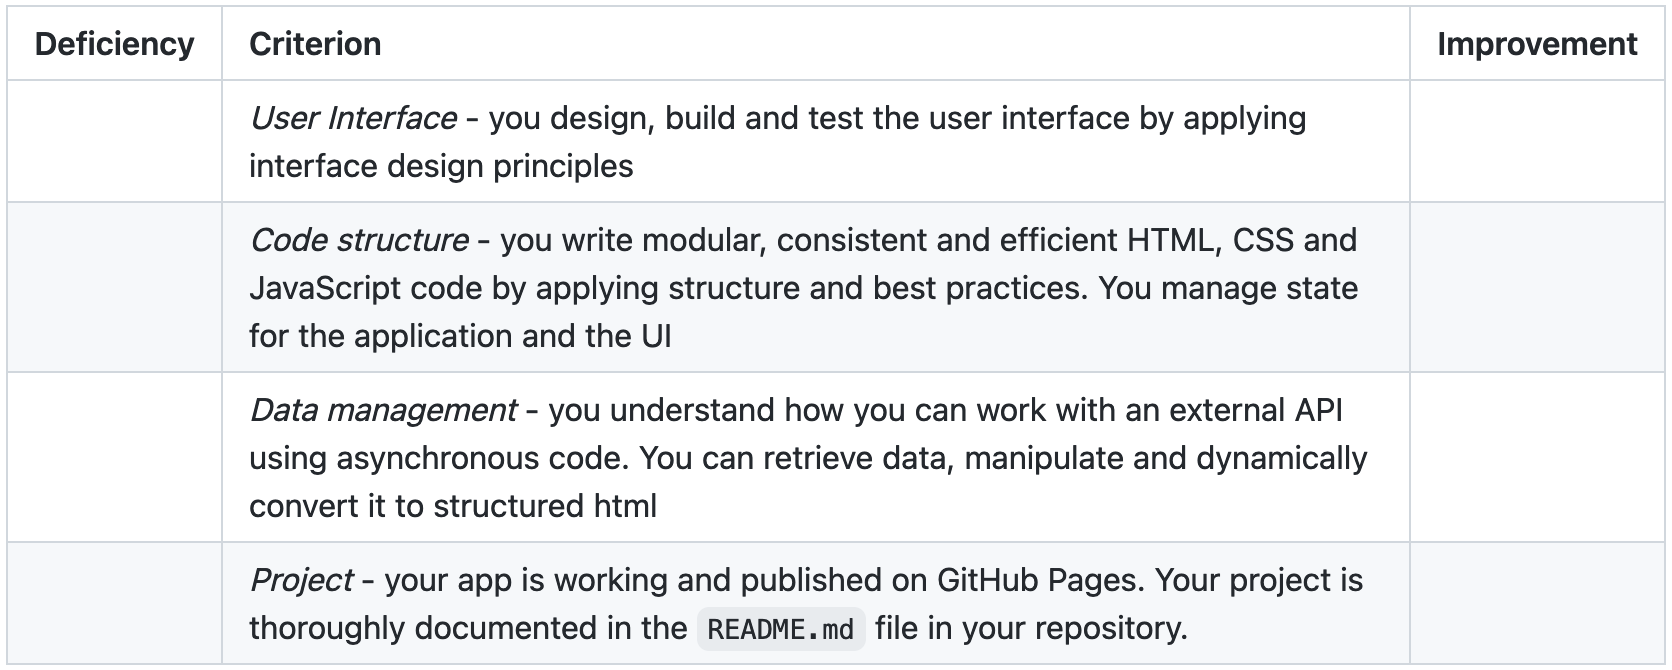 Deficiency Criterion Improvement
User Interface - you design, build and test the user interface by applying
interface design principles
Code structure - you write modular, consistent and efficient HTML, CSS and
JavaScript code by applying structure and best practices. You manage state
for the application and the UI
Data management - you understand how you can work with an external API
using asynchronous code. You can retrieve data, manipulate and dynamically
convert it to structured html
Project - your app is working and published on GitHub Pages. Your project is
thoroughly documented in the README.md file in your repository.